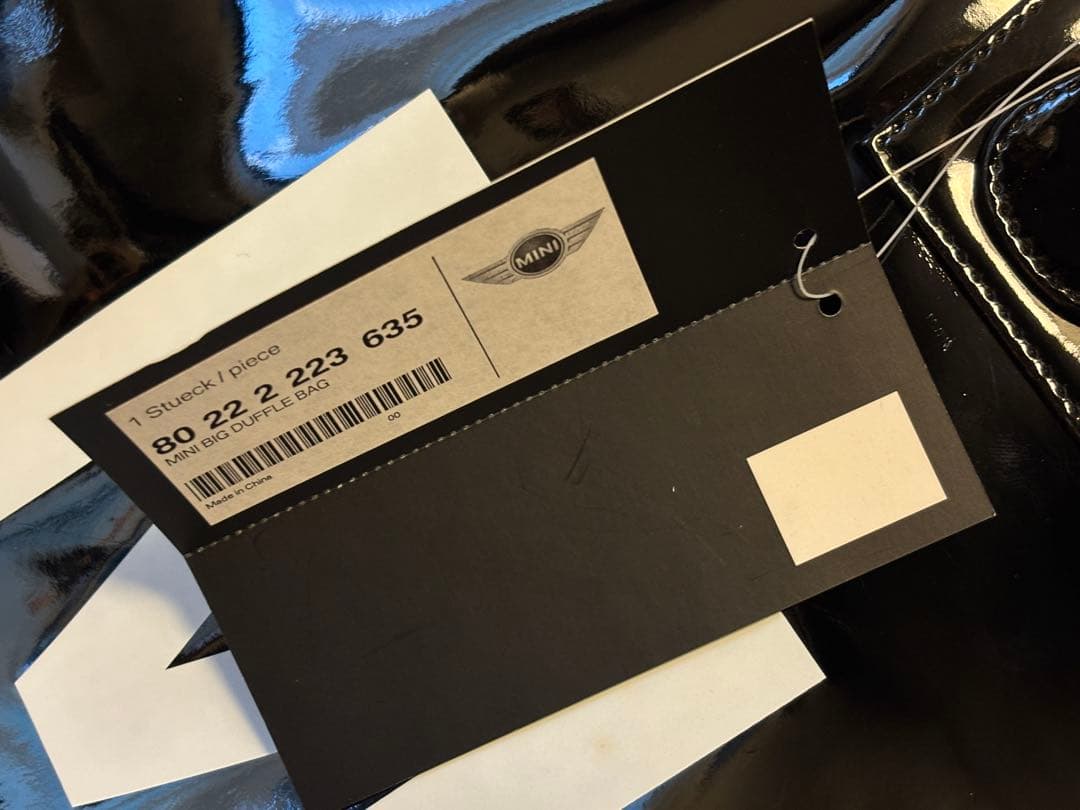 1 Stueck / piece
80 22 2 223 635
MINI BIG DUFFLE BAG
00
Made in China
MINI